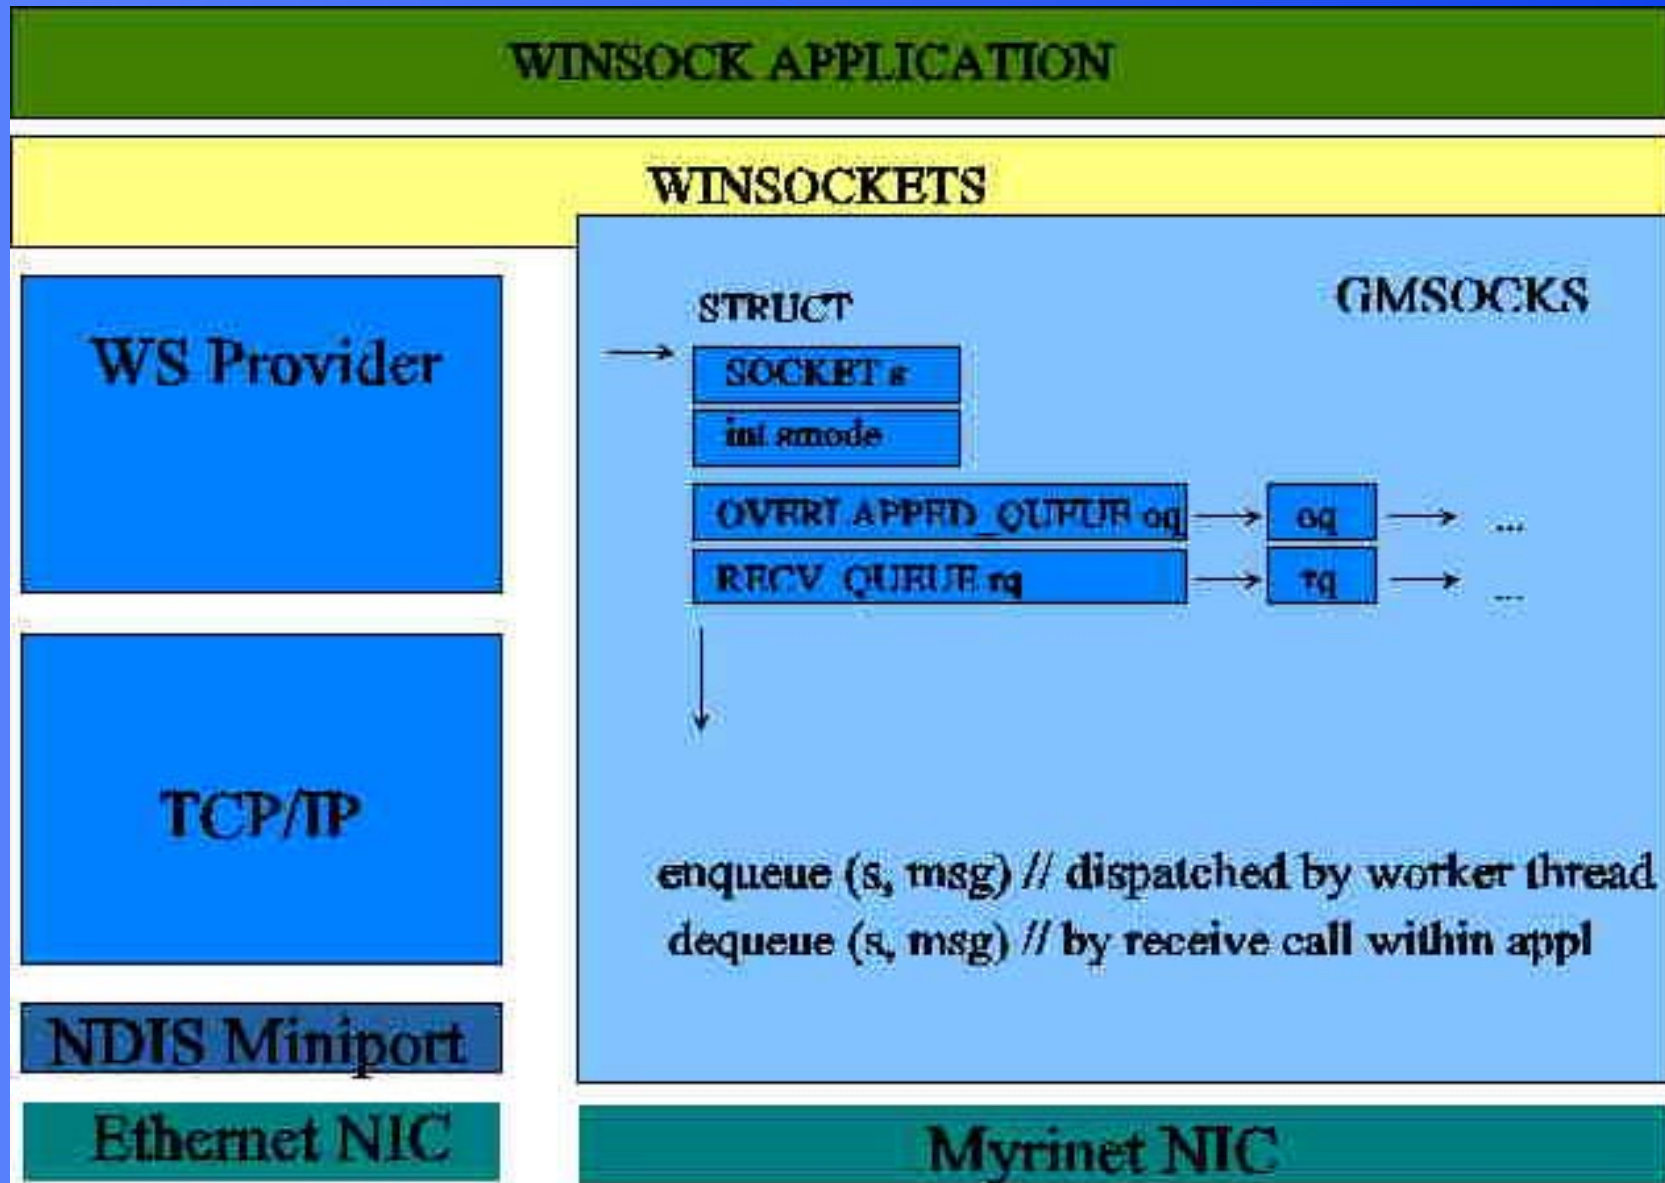 WINSOCK APPLICATION
WINSOCKETS
WS Provider
TCP/IP
NDIS Miniport
Ethernet NIC
GMSOCKS
STRUCT
SOCKET s
int smode
OVERLAPPED_QUEUE oq
oq
...
RECV_QUEUE rq
rq
...
enqueue (s, msg) // dispatched by worker thread
dequeue (s, msg) // by receive call within appl
Myrinet NIC